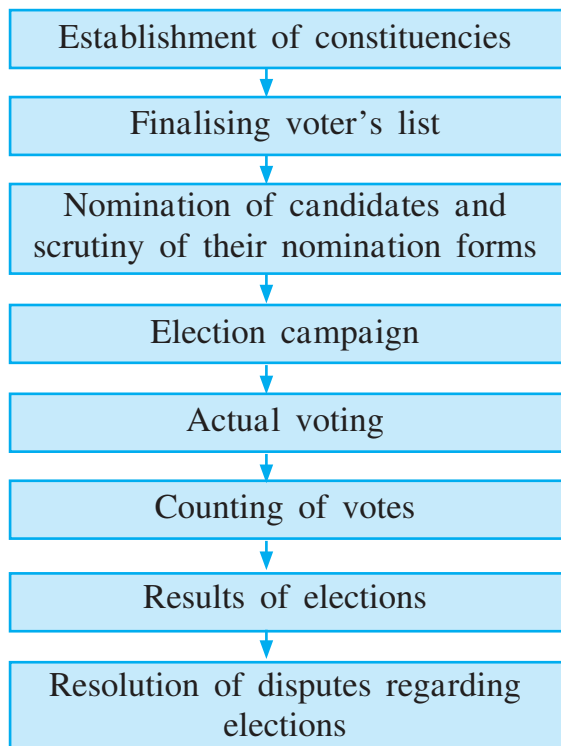 Establishment of constituencies
Finalising voter's list
Nomination of candidates and
scrutiny of their nomination forms
Election campaign
Actual voting
Counting of votes
Results of elections
Resolution of disputes regarding
elections